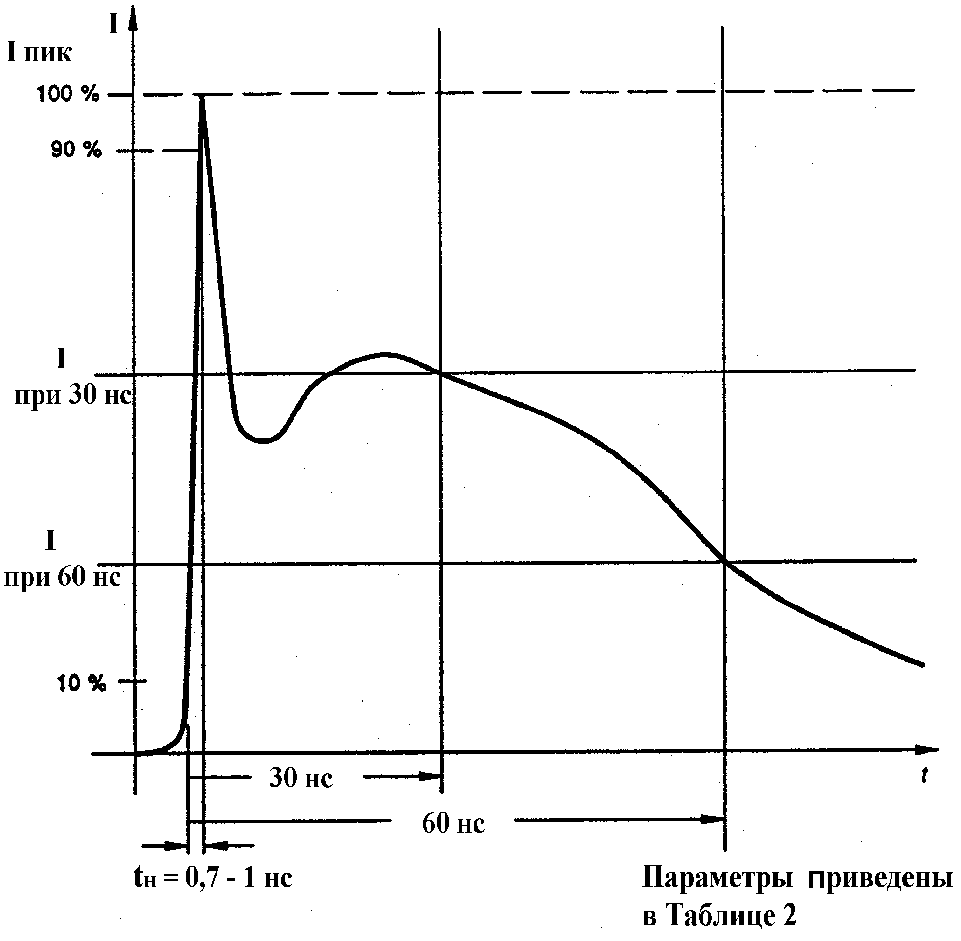 I
I пик
100 %
90 %
I
при 30 нс
I
при 60 нс
10 %
t
30 нс
60 нс
tн = 0,7 - 1 нс
Параметры приведены
в Таблице 2